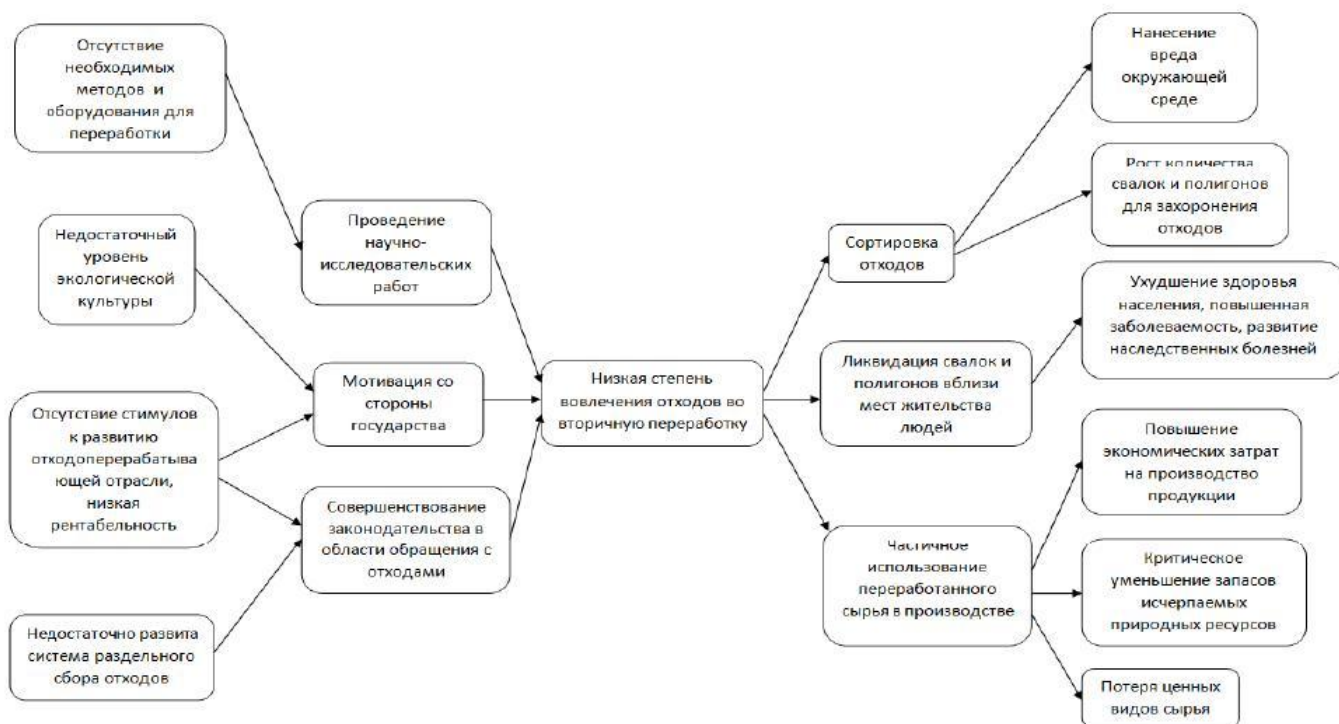 Отсутствие
необходимых
методов и
оборудования для
переработки
Недостаточный
уровень
экологической
культуры
Отсутствие стимулов
к развитию
отходоперерабатыва
ющей отрасли,
низкая
рентабельность
Недостаточно развита
система раздельного
сбора отходов
Проведение
научно-
исследовательских
работ
Мотивация со
стороны
государства
Совершенствование
законодательства в
области обращения с
отходами
Низкая степень
вовлечения отходов во
вторичную переработку
Сортировка
отходов
Ликвидация свалок и
полигонов вблизи
мест жительства
людей
Частичное
использование
переработанного
сырья в производстве
Нанесение
вреда
окружающей
среде
Рост количества
свалок и полигонов
для захоронения
отходов
Ухудшение здоровья
населения, повышенная
заболеваемость, развитие
наследственных болезней
Повышение
экономических затрат
на производство
продукции
Критическое
уменьшение запасов
исчерпаемых
природных ресурсов
Потеря ценных
видов сырья